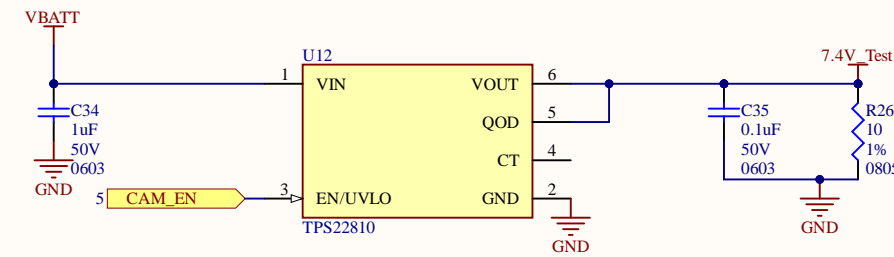 VBATT
U12
7.4V_Test
1 VIN VOUT 6
C34
1uF
50V
0603
GND
QOD 5
C35
0.1uF
50V
0603
R26
10
1%
0805
CT 4
5 CAM_EN
3 EN/UVLO GND 2
TPS22810
GND
GND